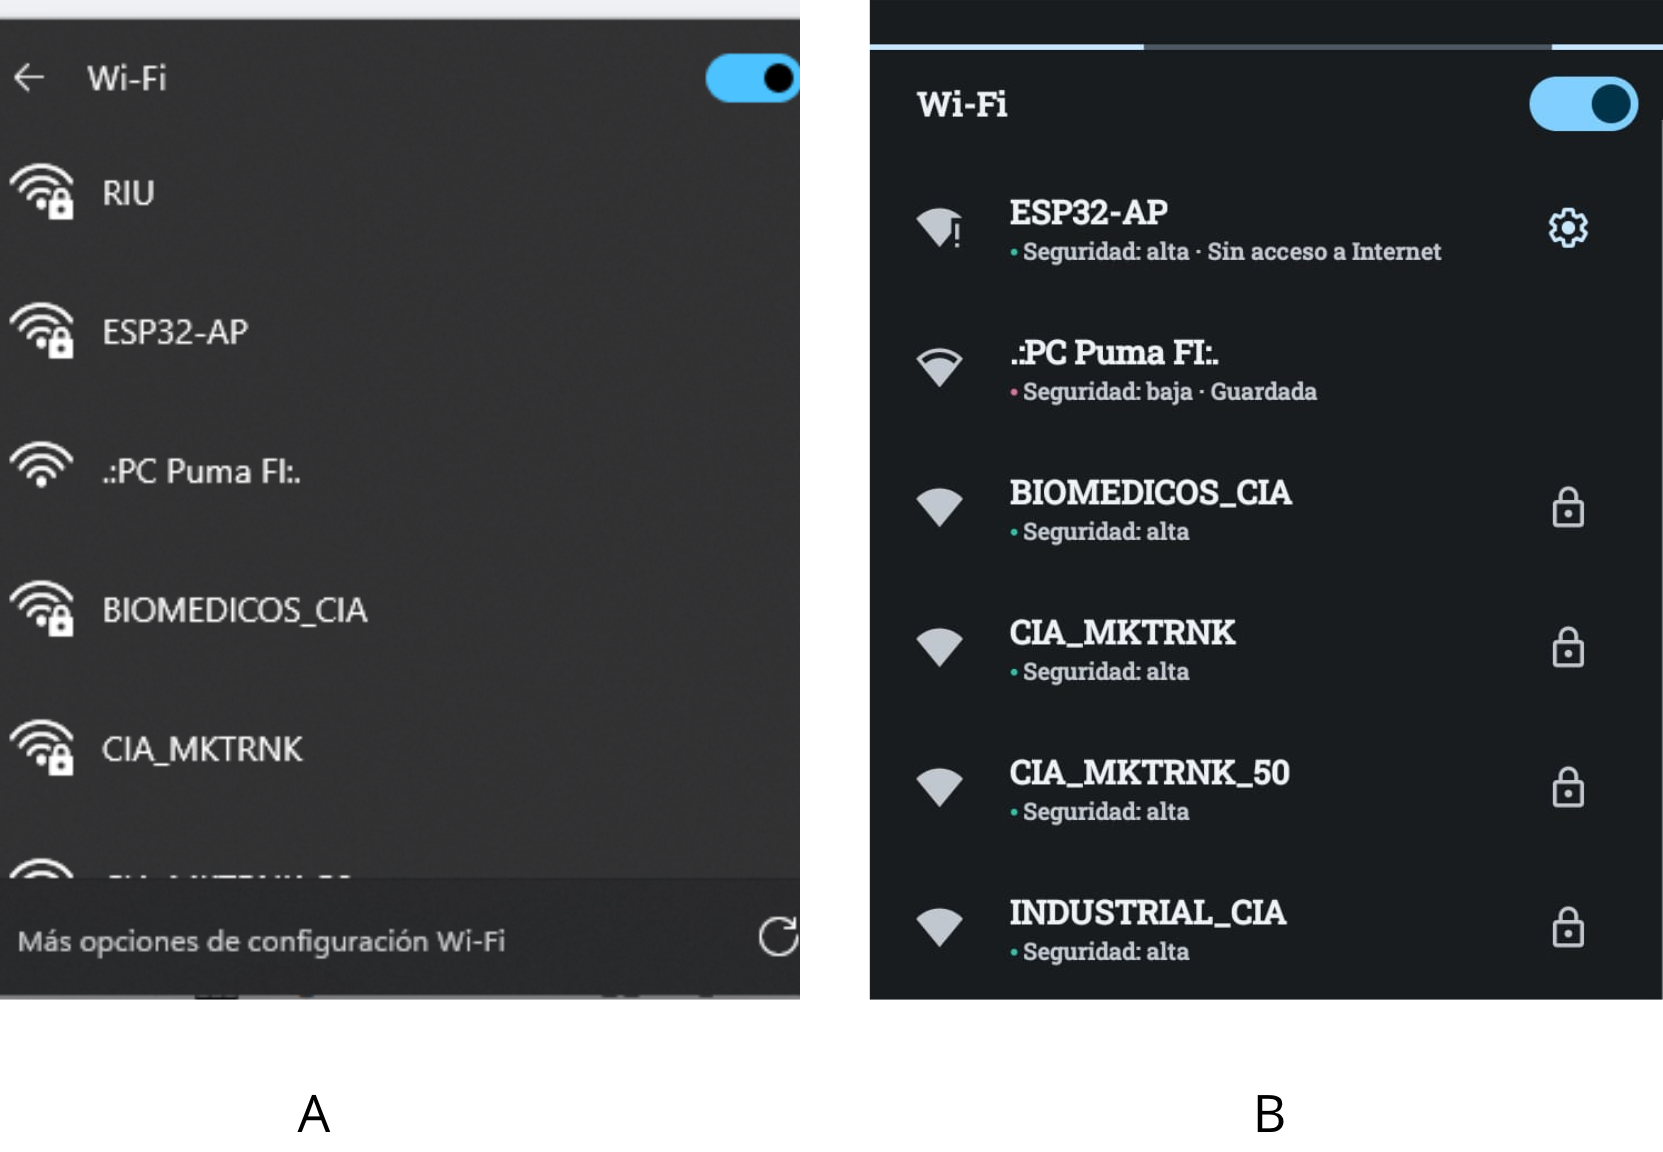 Wi-Fi
RIU
ESP32-AP
.:PC Puma FI:.
BIOMEDICOS_CIA
CIA_MKTRNK
Más opciones de configuración Wi-Fi
A
Wi-Fi
ESP32-AP
Seguridad: alta · Sin acceso a Internet
.:PC Puma FI:.
Seguridad: baja · Guardada
BIOMEDICOS_CIA
Seguridad: alta
CIA_MKTRNK
Seguridad: alta
CIA_MKTRNK_50
Seguridad: alta
INDUSTRIAL_CIA
Seguridad: alta
B